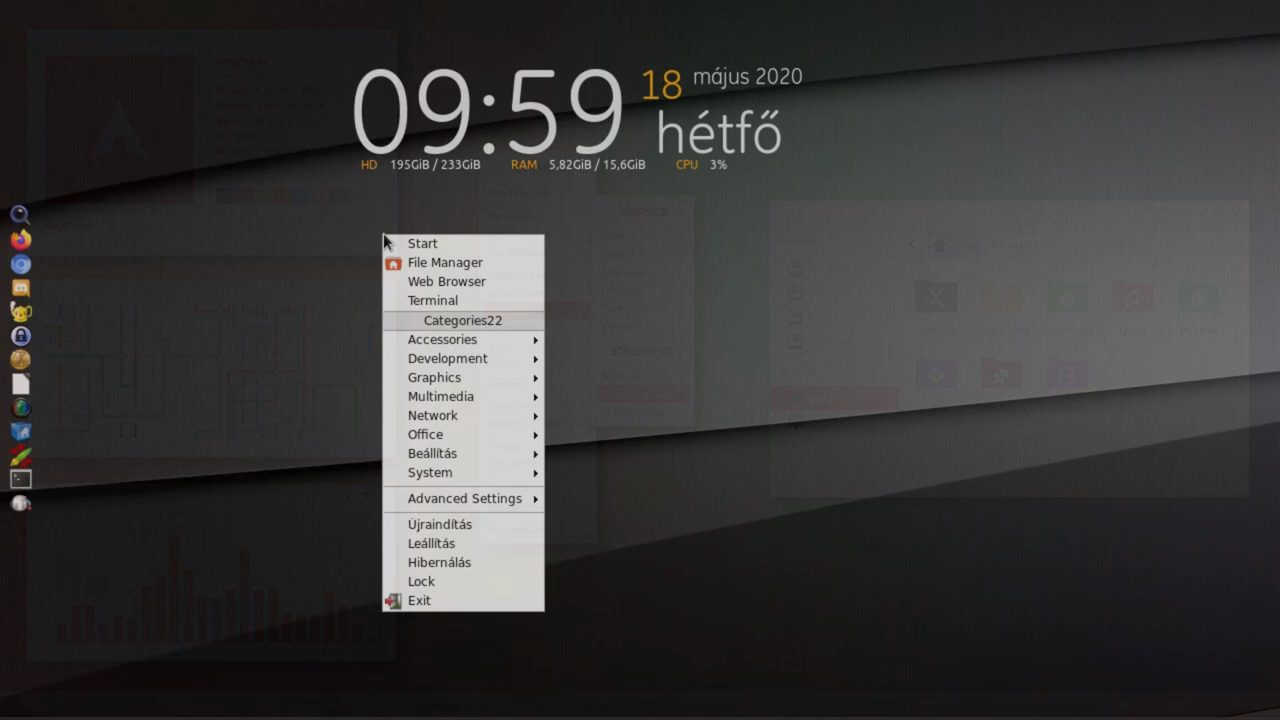 09:59
18 május 2020
hétfő
HD 195GiB / 233GiB RAM 5,82GiB / 15,6GiB CPU 3%
Start
File Manager
Web Browser
Terminal
Categories22
Accessories
Development
Graphics
Multimedia
Network
Office
Beállítás
System
Advanced Settings
Újraindítás
Leállítás
Hibernálás
Lock
Exit